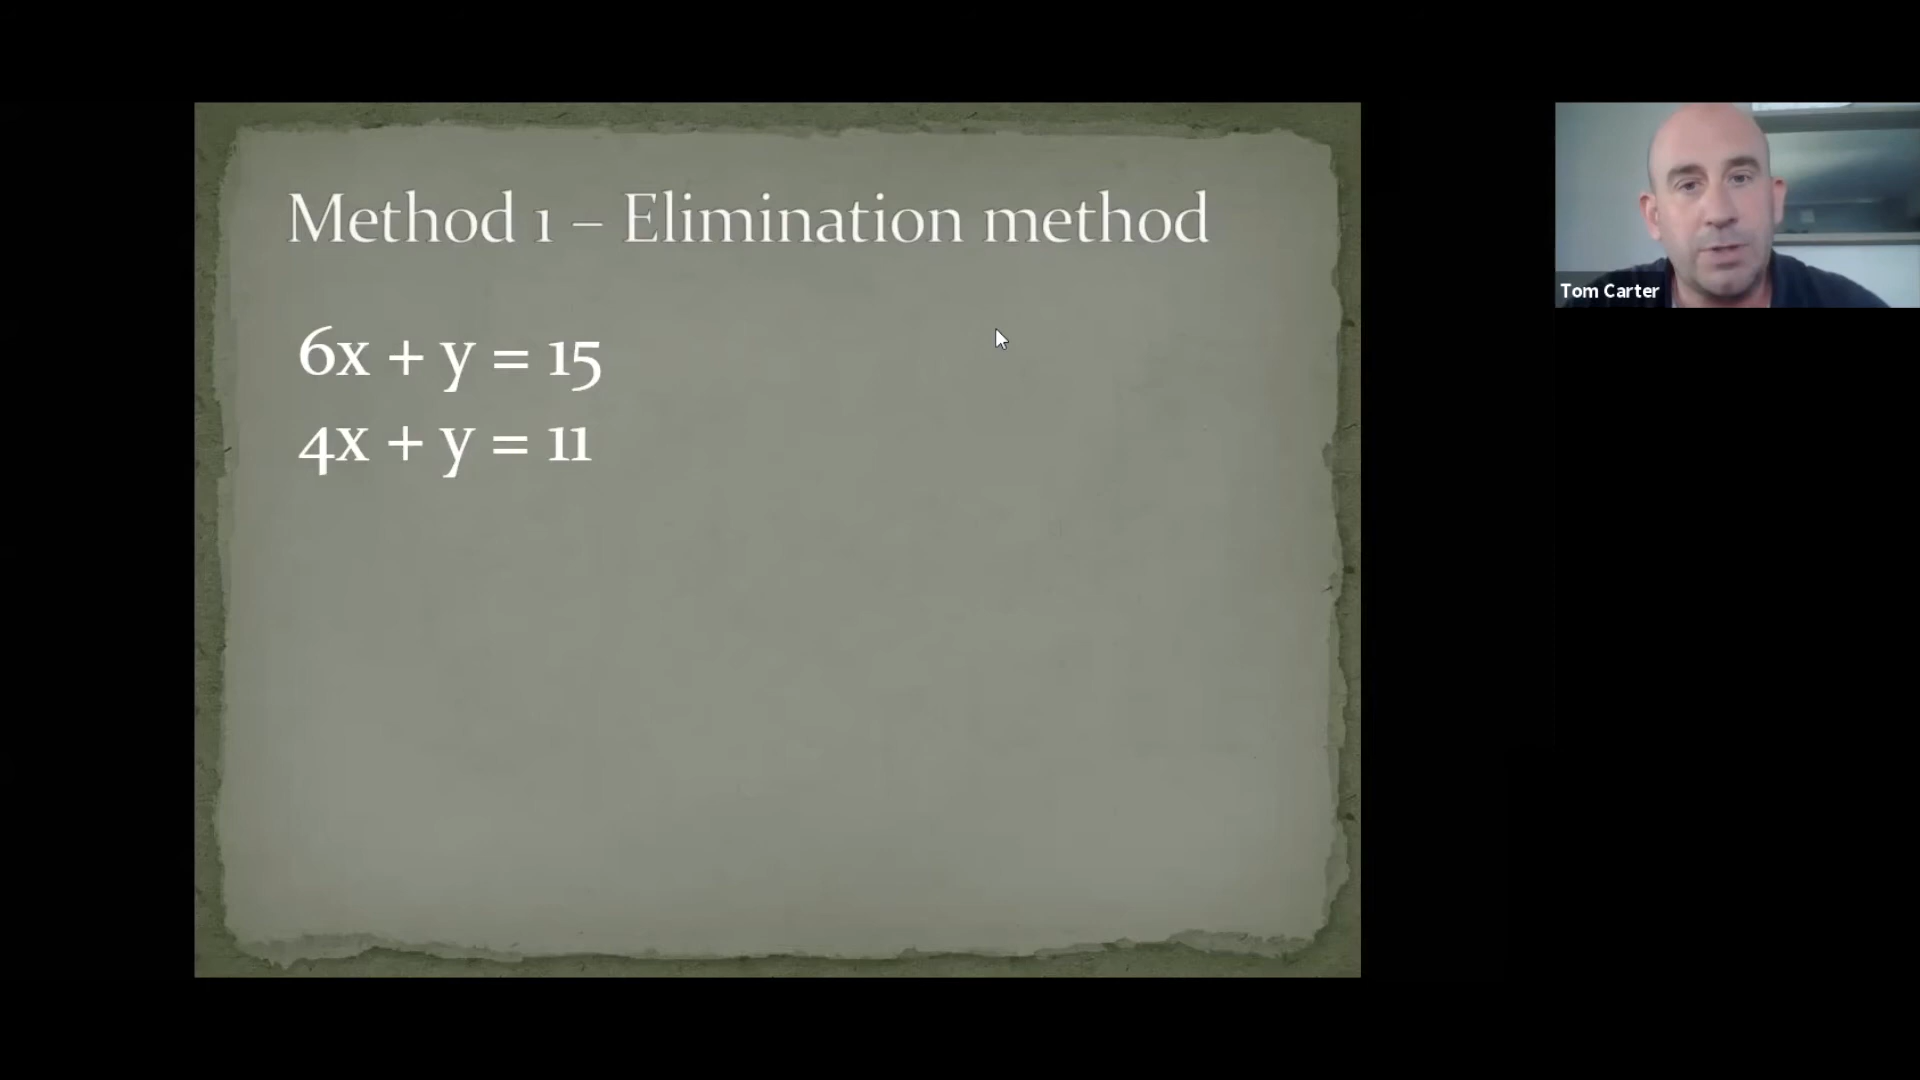 Method 1 – Elimination method
6x + y = 15
4x + y = 11
Tom Carter